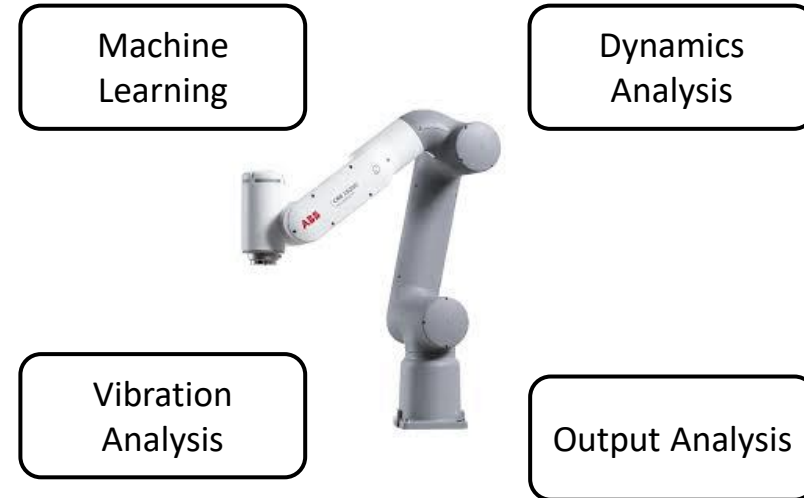 Machine
Learning
Dynamics
Analysis
ABB
Vibration
Analysis
Output Analysis